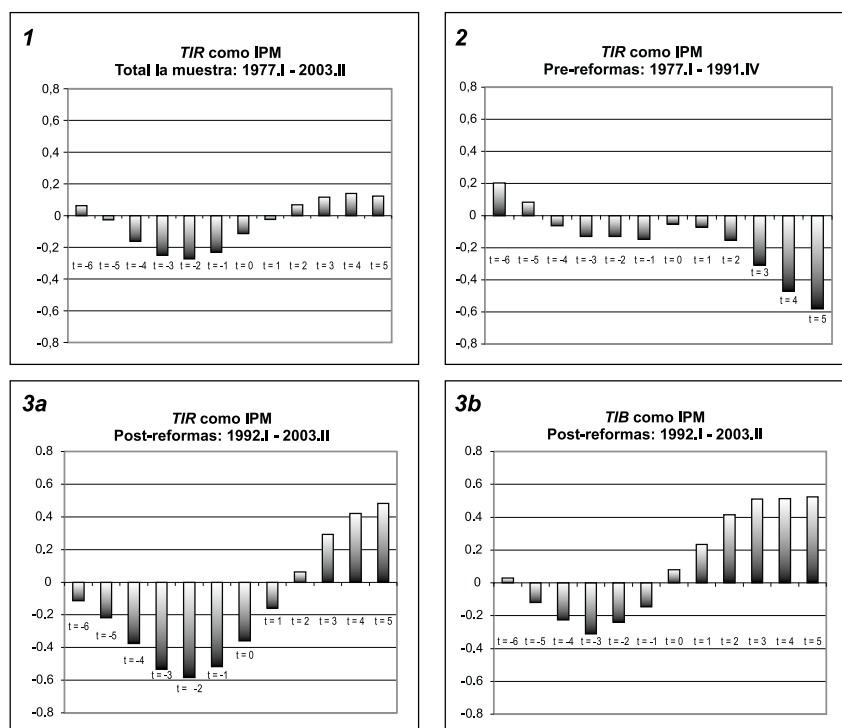 1
TIR como IPM
Total la muestra: 1977.I - 2003.II
0,8
0,6
0,4
0,2
0
-0,2
-0,4
-0,6
-0,8
t = -6 t = -5 t = -4 t = -3 t = -2 t = -1 t = 0 t = 1 t = 2 t = 3 t = 4 t = 5
2
TIR como IPM
Pre-reformas: 1977.I - 1991.IV
0,8
0,6
0,4
0,2
0
-0,2
-0,4
-0,6
-0,8
t = -6 t = -5 t = -4 t = -3 t = -2 t = -1 t = 0 t = 1 t = 2 t = 3 t = 4 t = 5
3a
TIR como IPM
Post-reformas: 1992.I - 2003.II
0.8
0.6
0.4
0.2
0
-0.2
-0.4
-0.6
-0.8
t = -6 t = -5 t = -4 t = -3 t = -2 t = -1 t = 0 t = 1 t = 2 t = 3 t = 4 t = 5
3b
TIB como IPM
Post-reformas: 1992.I - 2003.II
0.8
0.6
0.4
0.2
0
-0.2
-0.4
-0.6
-0.8
t = -6 t = -5 t = -4 t = -3 t = -2 t = -1 t = 0 t = 1 t = 2 t = 3 t = 4 t = 5